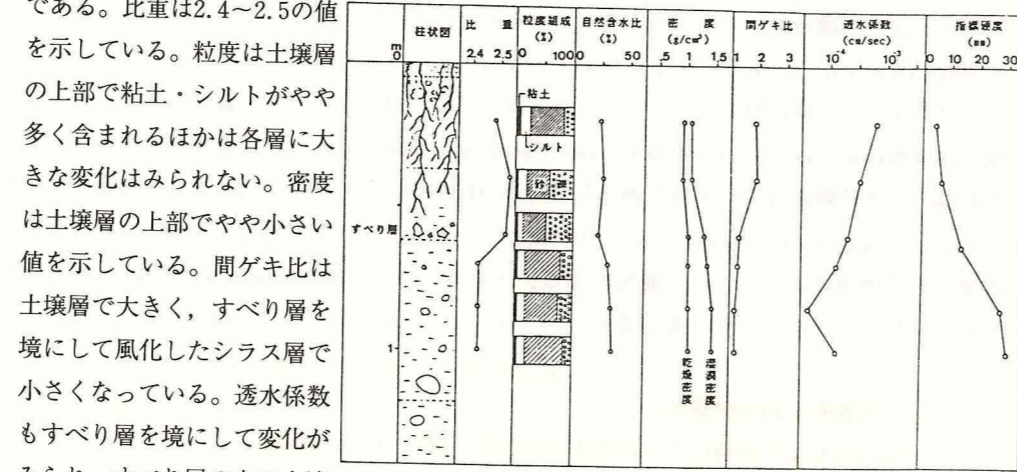 である。比重は2.4〜2.5の値
を示している。粒度は土壌層
の上部で粘土・シルトがやや
多く含まれるほかは各層に大
きな変化はみられない。密度
は土壌層の上部でやや小さい
値を示している。間ゲキ比は
土壌層で大きく，すべり層を
境にして風化したシラス層で
小さくなっている。透水係数
もすべり層を境にして変化が
柱状図
比 重
粒度組成
(%)
自然含水比
(%)
密 度
(g/cm³)
間ゲキ比
透水係数
(cm/sec)
指標硬度
(mm)
m
0
2.4 2.5
0 100
0 50
.5 1 1.5
1 2 3
10⁻⁴ 10⁻³
0 10 20 30
粘土
シルト
砂 礫
すべり層
1
乾燥密度
湿潤密度